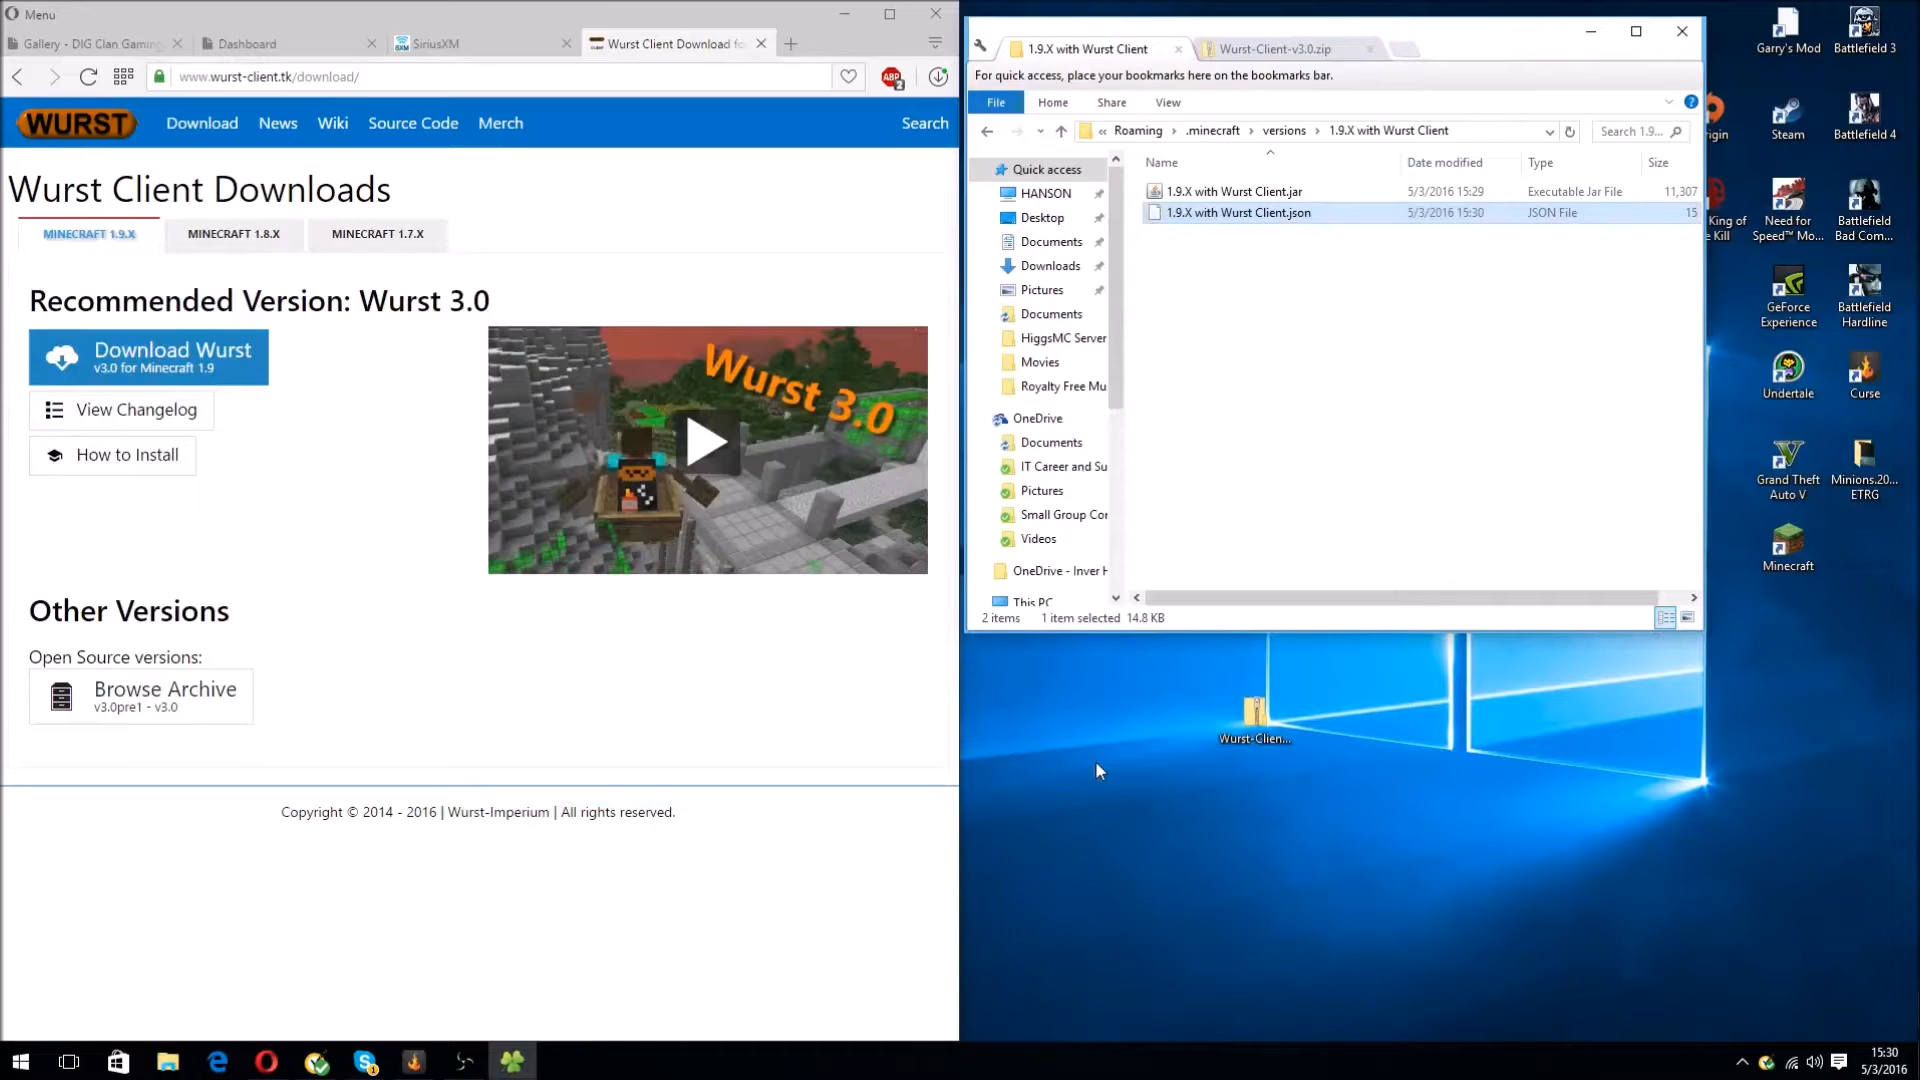 Menu
Gallery - DIG Clan Gaming
Dashboard
SiriusXM
Wurst Client Download fo
www.wurst-client.tk/download/
ABP
2
WURST
Download
News
Wiki
Source Code
Merch
Search
Wurst Client Downloads
MINECRAFT 1.9.X
MINECRAFT 1.8.X
MINECRAFT 1.7.X
Recommended Version: Wurst 3.0
Download Wurst
v3.0 for Minecraft 1.9
View Changelog
How to Install
Wurst 3.0
Other Versions
Open Source versions:
Browse Archive
v3.0pre1 - v3.0
Copyright © 2014 - 2016 | Wurst-Imperium | All rights reserved.
1.9.X with Wurst Client
Wurst-Client-v3.0.zip
For quick access, place your bookmarks here on the bookmarks bar.
File
Home
Share
View
« Roaming › .minecraft › versions › 1.9.X with Wurst Client
Search 1.9...
Name
Date modified
Type
Size
1.9.X with Wurst Client.jar
5/3/2016 15:29
Executable Jar File
11,307
1.9.X with Wurst Client.json
5/3/2016 15:30
JSON File
15
Quick access
HANSON
Desktop
Documents
Downloads
Pictures
Documents
HiggsMC Server
Movies
Royalty Free Mu
OneDrive
Documents
IT Career and Su
Pictures
Small Group Cor
Videos
OneDrive - Inver H
This PC
2 items
1 item selected 14.8 KB
Wurst-Clien...
Garry's Mod
Battlefield 3
rigin
Steam
Battlefield 4
King of
e Kill
Need for
Speed™ Mo...
Battlefield
Bad Com...
GeForce
Experience
Battlefield
Hardline
Undertale
Curse
Grand Theft
Auto V
Minions.20...
ETRG
Minecraft
15:30
5/3/2016